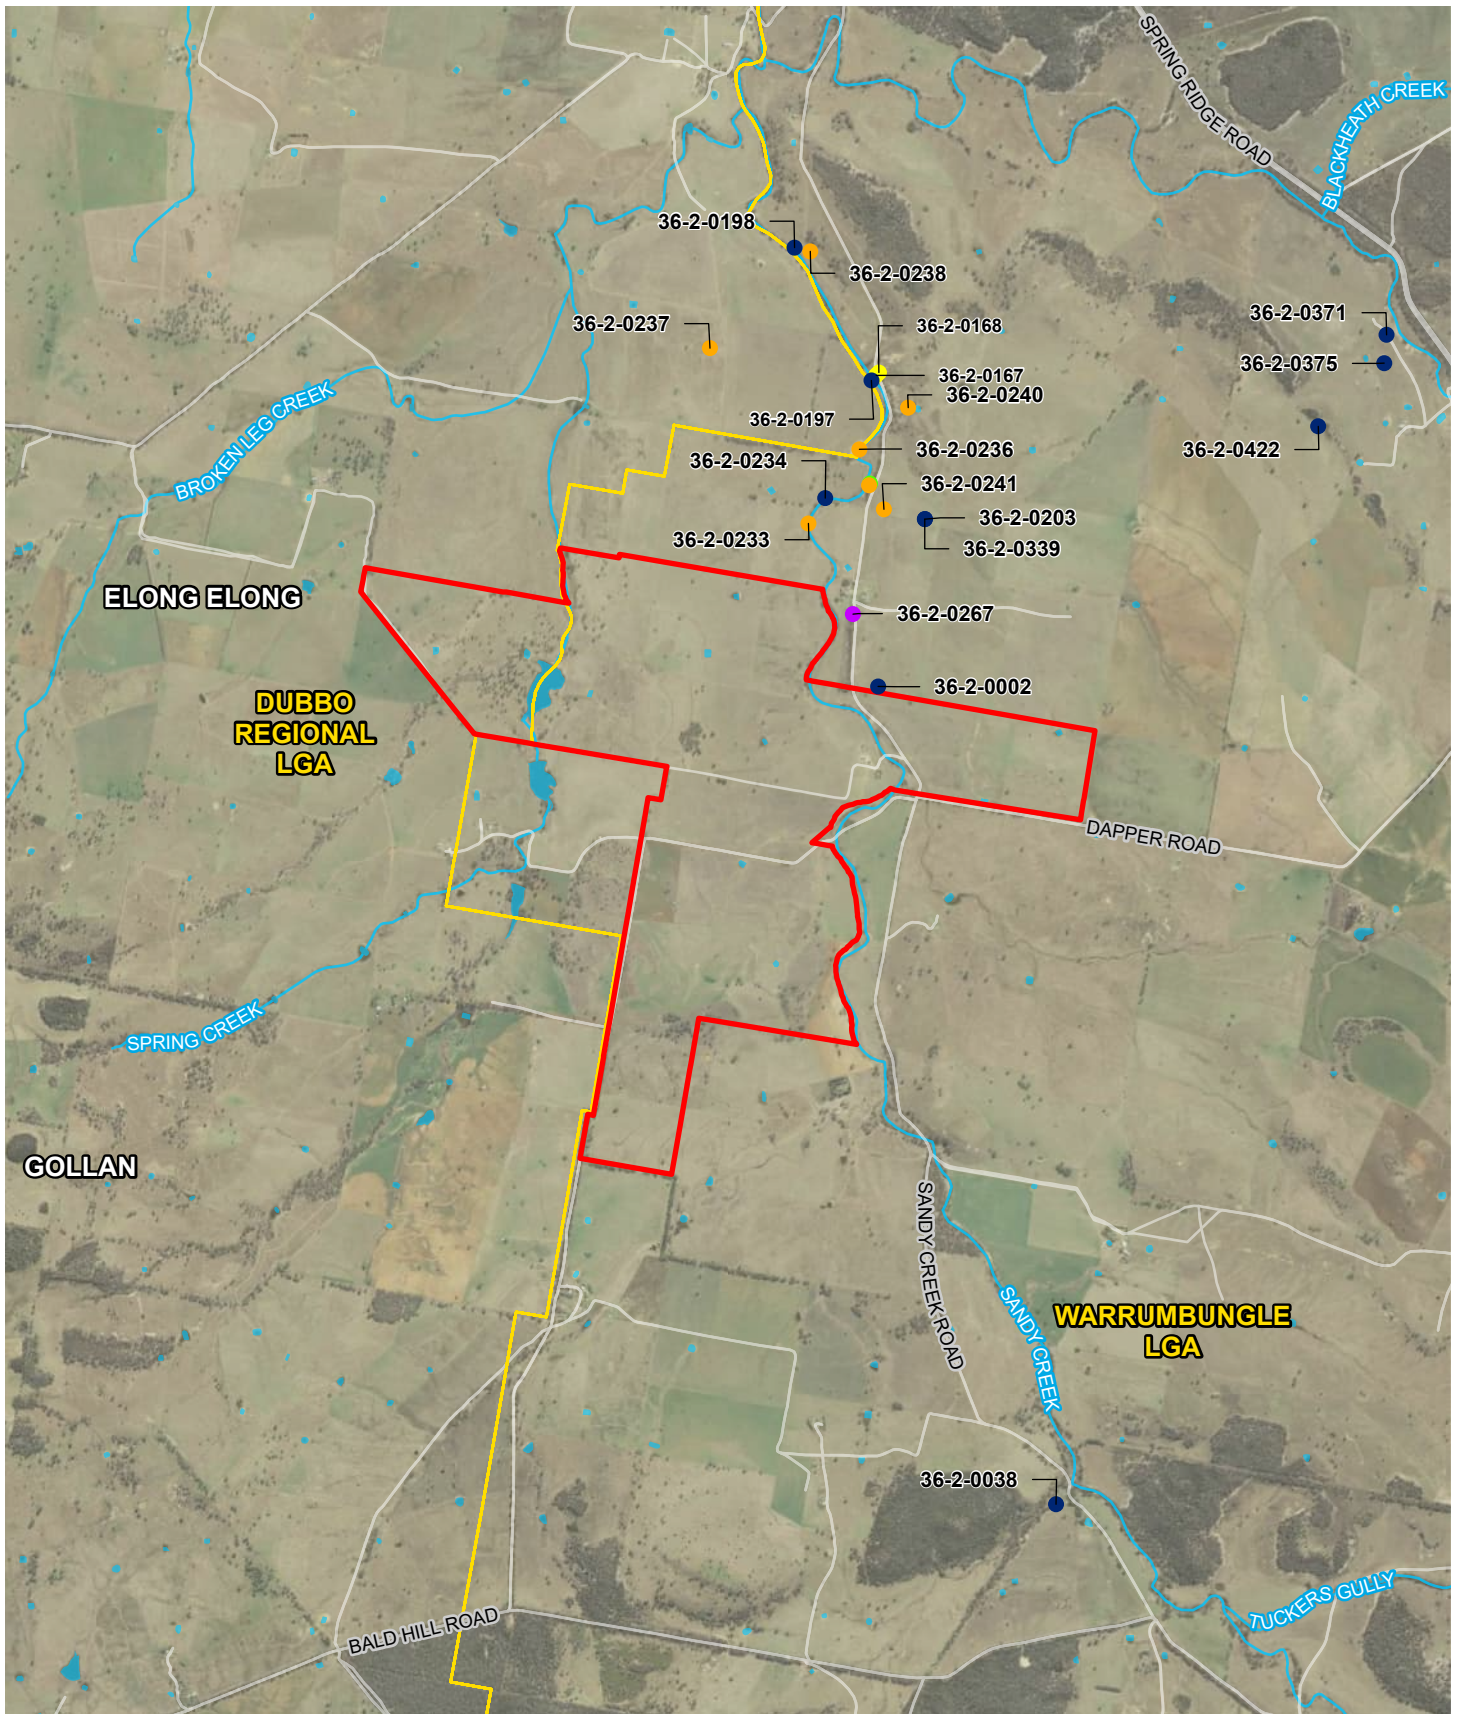 SPRING RIDGE ROAD
BLACKHEATH CREEK
36-2-0198
36-2-0238
36-2-0237
36-2-0168
36-2-0371
36-2-0375
36-2-0167
36-2-0240
36-2-0197
36-2-0422
36-2-0236
36-2-0234
BROKEN LEG CREEK
36-2-0241
36-2-0203
36-2-0233
36-2-0339
ELONG ELONG
36-2-0267
36-2-0002
DUBBO
REGIONAL
LGA
DAPPER ROAD
SPRING CREEK
GOLLAN
SANDY CREEK ROAD
SANDY CREEK
WARRUMBUNGLE
LGA
36-2-0038
TUCKERS GULLY
BALD HILL ROAD